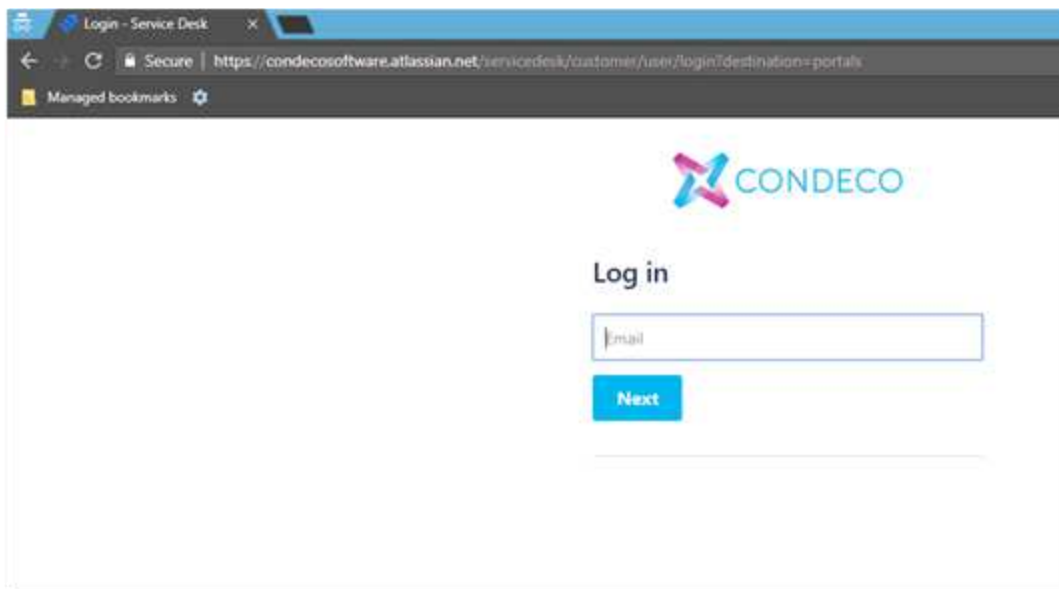 Login - Service Desk
Secure | https://condecosoftware.atlassian.net/servicedesk/customer/user/login?destination=portals
Managed bookmarks
CONDECO
Log in
Email
Next